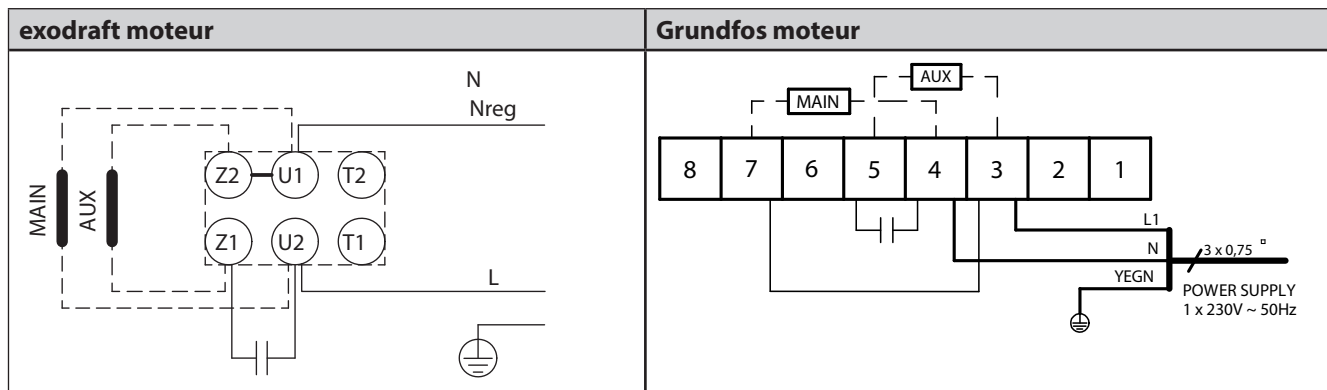 exodraft moteur
N
Nreg
MAIN
AUX
Z2
U1
T2
Z1
U2
T1
L
Grundfos moteur
AUX
MAIN
8 7 6 5 4 3 2 1
L1
N
3 x 0,75 ¤
YEGN
POWER SUPPLY
1 x 230V ~ 50Hz